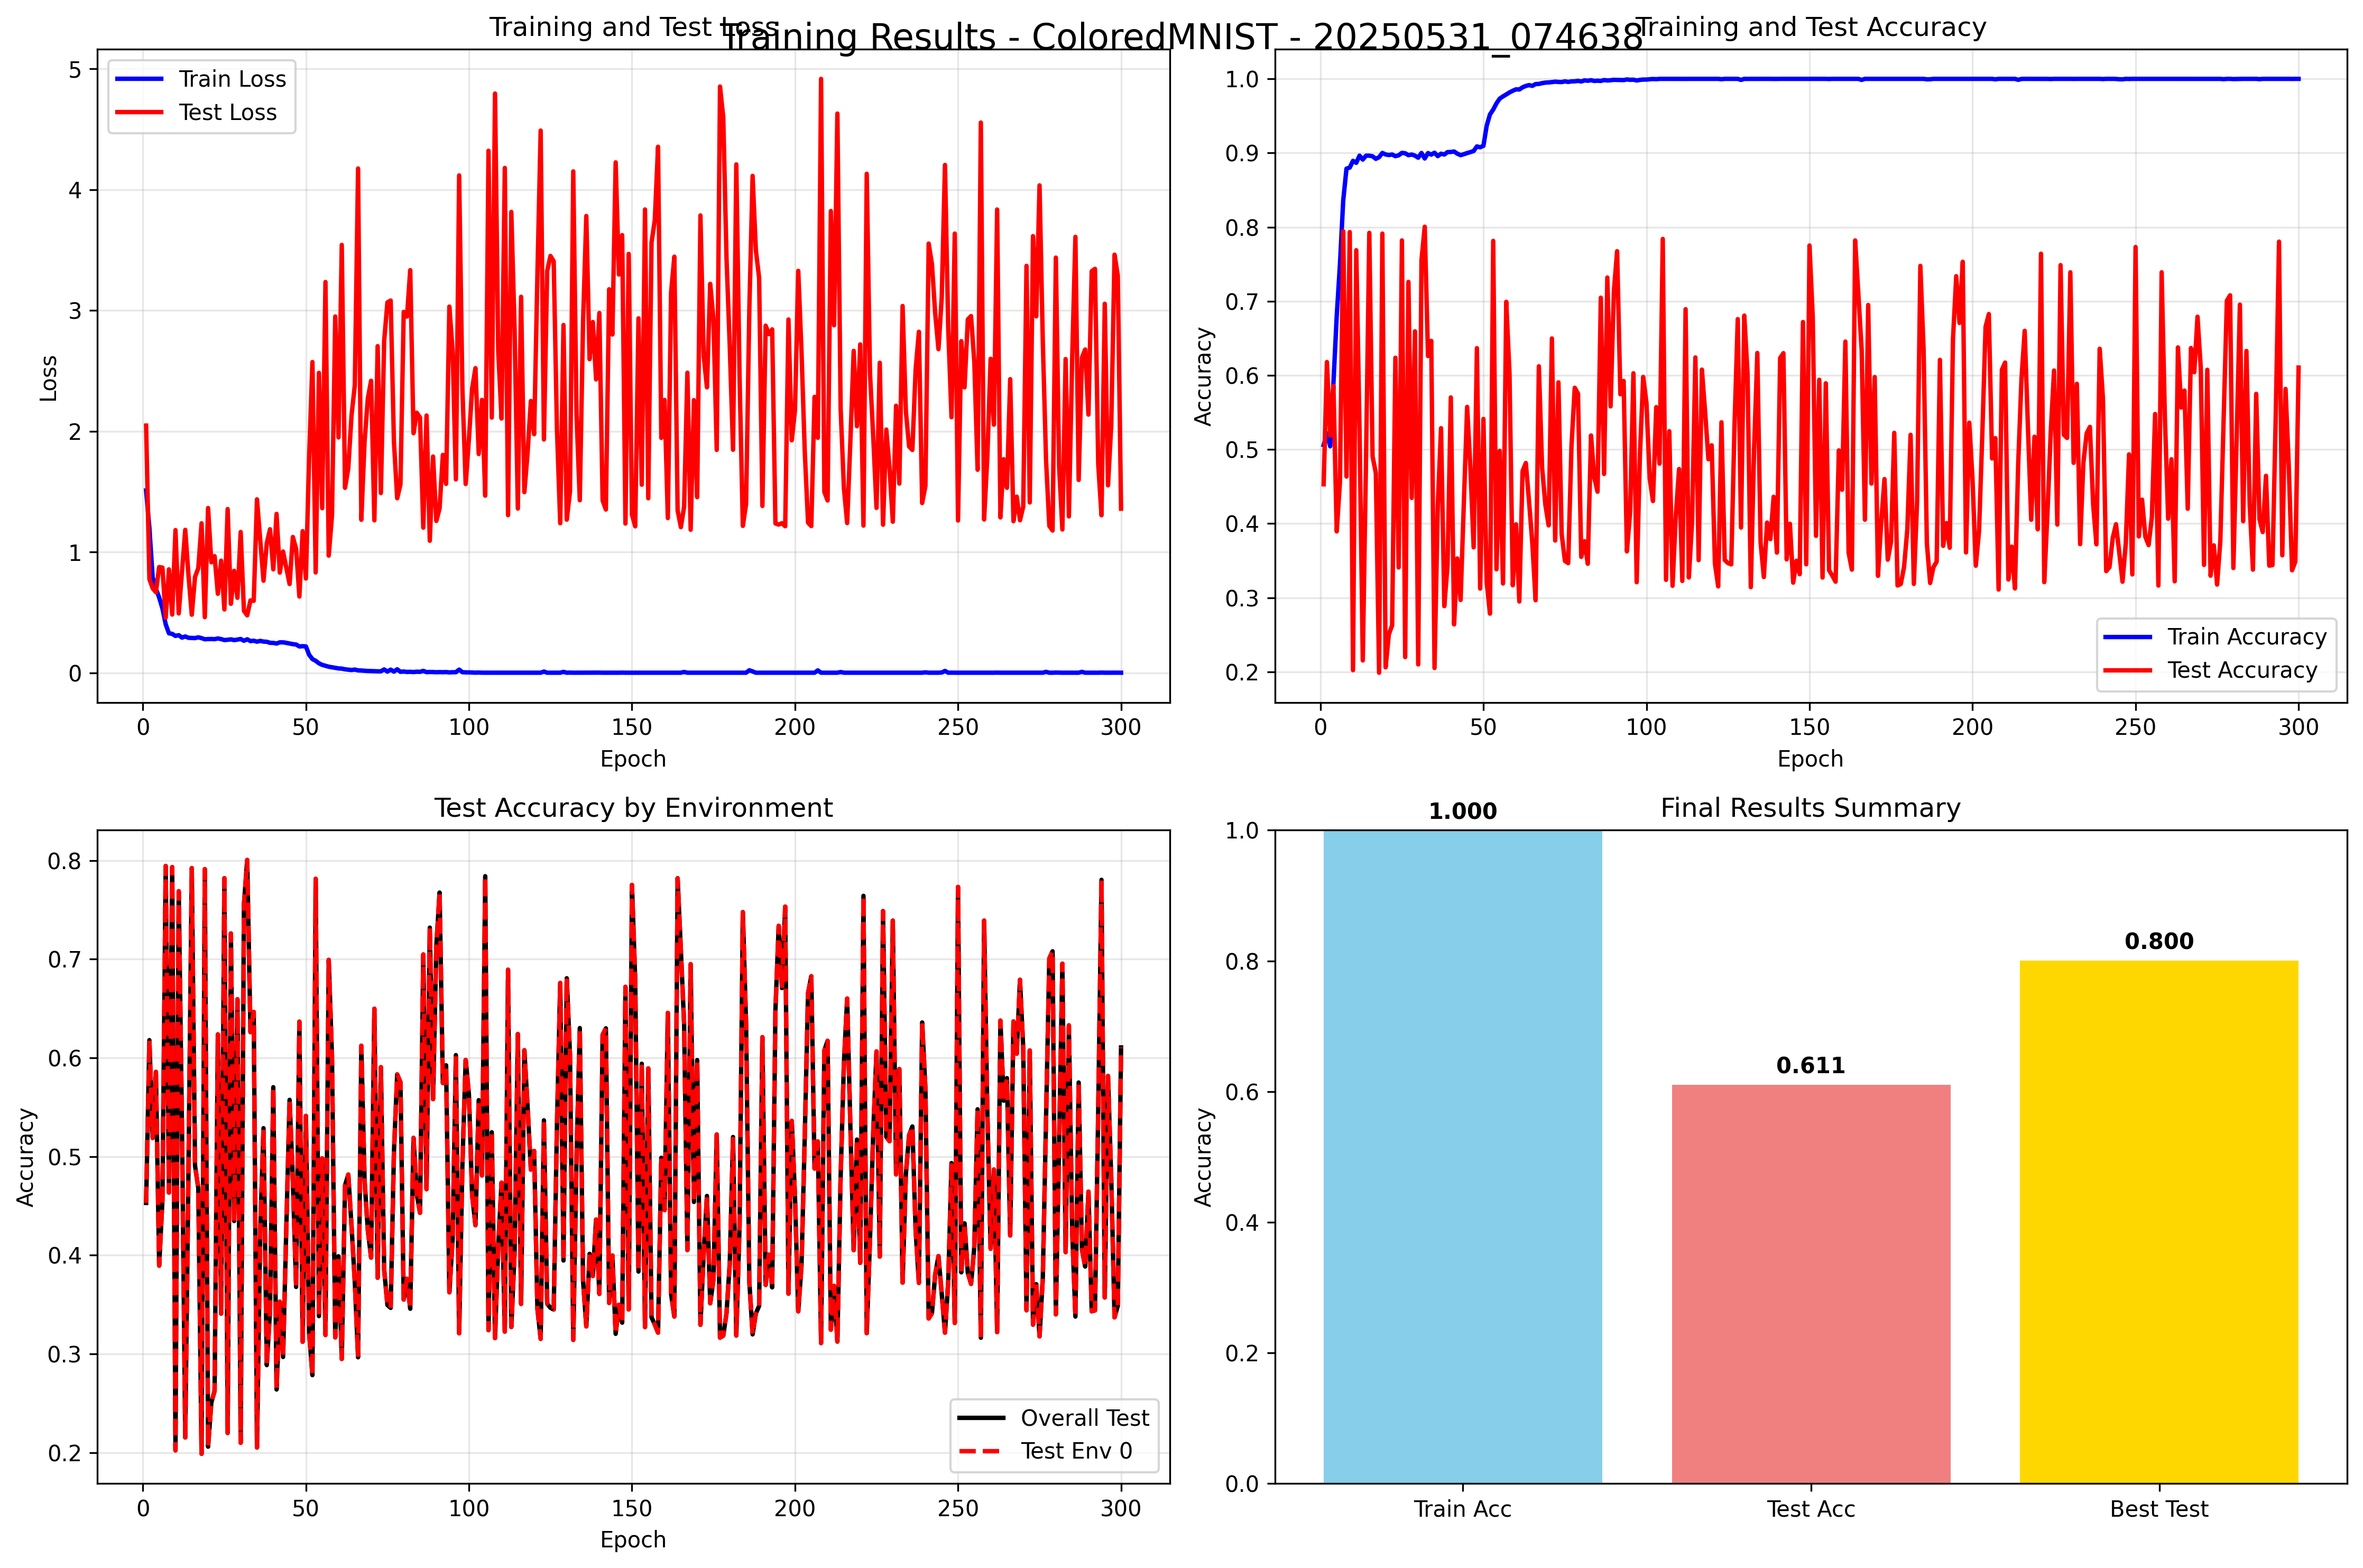 Training Results - ColoredMNIST - 20250531_074638
Training and Test Loss
Train Loss
Test Loss
Loss
5
4
3
2
1
0
0 50 100 150 200 250 300
Epoch
Training and Test Accuracy
Accuracy
1.0
0.9
0.8
0.7
0.6
0.5
0.4
0.3
0.2
Train Accuracy
Test Accuracy
0 50 100 150 200 250 300
Epoch
Test Accuracy by Environment
Accuracy
0.8
0.7
0.6
0.5
0.4
0.3
0.2
Overall Test
Test Env 0
0 50 100 150 200 250 300
Epoch
Final Results Summary
Accuracy
1.0
0.8
0.6
0.4
0.2
0.0
1.000
0.611
0.800
Train Acc Test Acc Best Test